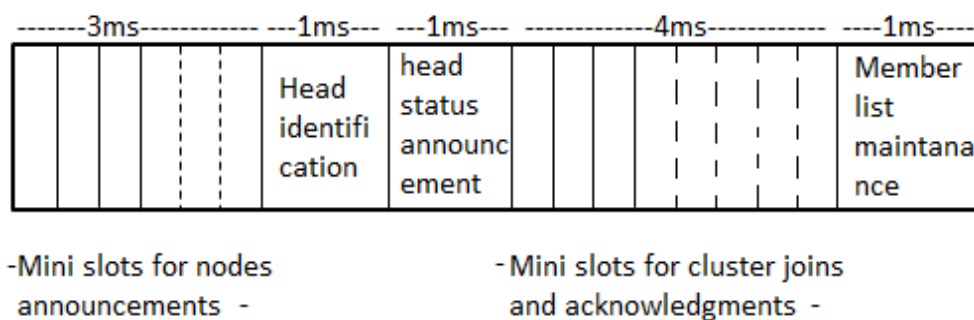 -------3ms------------ ---1ms--- ---1ms--- -------------4ms------------ ----1ms----
Head
identifi
cation
head
status
announc
ement
Member
list
maintana
nce
-Mini slots for nodes
announcements -
-Mini slots for cluster joins
and acknowledgments -